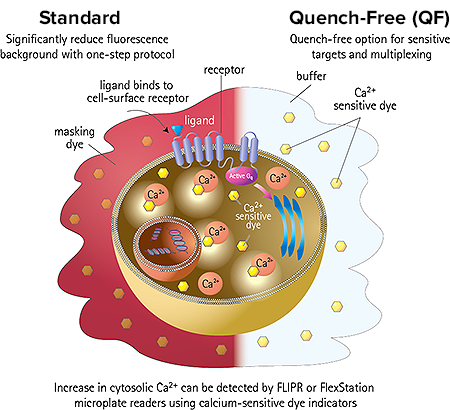 Standard
Significantly reduce fluorescence
background with one-step protocol
Quench-Free (QF)
Quench-free option for sensitive
targets and multiplexing
receptor
buffer
ligand binds to
cell-surface receptor
ligand
Ca²⁺
sensitive dye
masking
dye
Active Gq
Ca²⁺
Ca²⁺
Ca²⁺
Ca²⁺
Ca²⁺
sensitive
dye
Ca²⁺
Ca²⁺
Ca²⁺
Ca²⁺
Increase in cytosolic Ca²⁺ can be detected by FLIPR or FlexStation
microplate readers using calcium-sensitive dye indicators